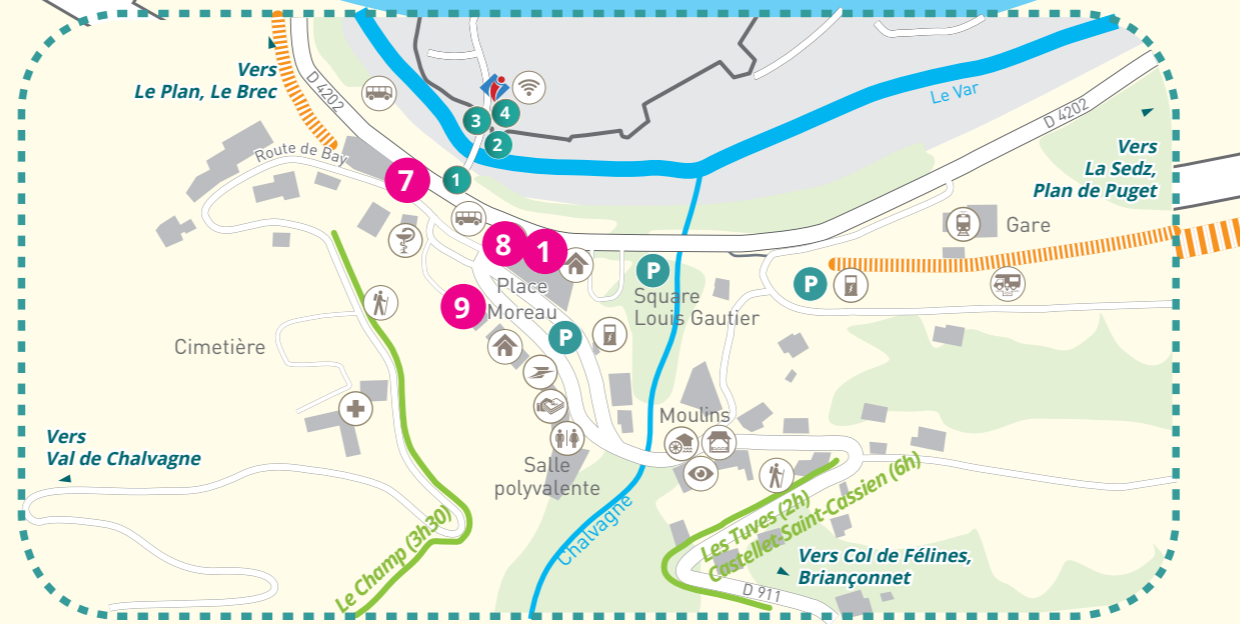 Vers
Le Plan, Le Brec
D 4202
Route de Bay
3
4
2
1
7
8
1
9
Place
Moreau
P
Le Var
D 4202
Vers
La Sedz,
Plan de Puget
Gare
P
Square
Louis Gautier
P
Cimetière
Moulins
Salle
polyvalente
Vers
Val de Chalvagne
Le Champ (3h30)
Chalvagne
Les Tuves (2h)
Castellet-Saint-Cassien (6h)
Vers Col de Félines,
Briançonnet
D 911